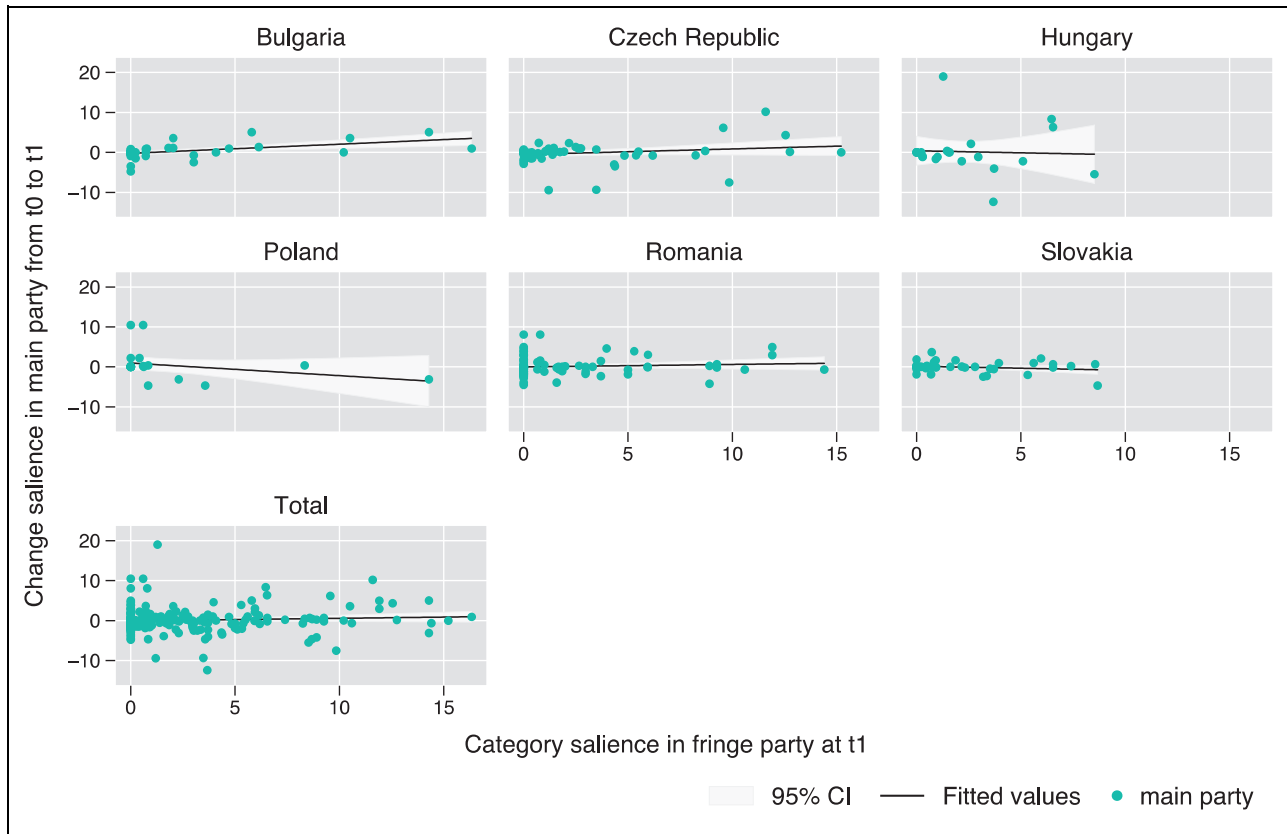 Bulgaria
Czech Republic
Hungary
20
10
0
−10
Poland
Romania
Slovakia
20
10
0
−10
0
5
10
15
0
5
10
15
Total
20
10
0
−10
0
5
10
15
Change salience in main party from t0 to t1
Category salience in fringe party at t1
95% CI
Fitted values
main party